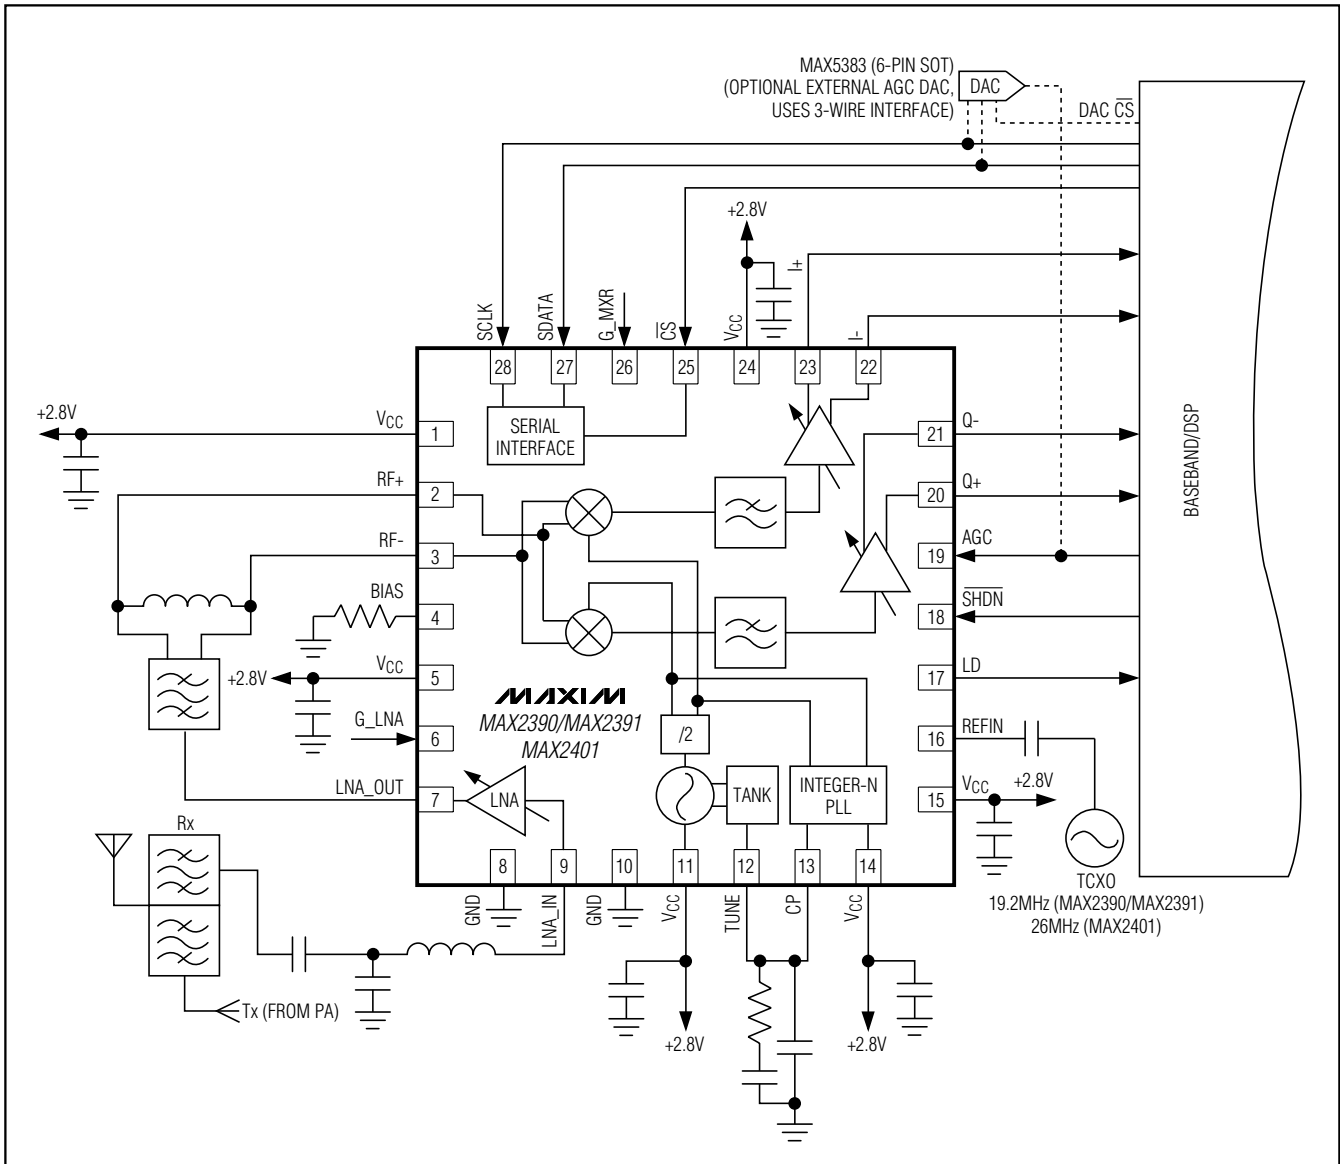 MAX5383 (6-PIN SOT)
(OPTIONAL EXTERNAL AGC DAC,
USES 3-WIRE INTERFACE)
DAC
DAC C̅S̅
+2.8V
I+
I-
SCLK
SDATA
G_MXR
C̅S̅
VCC
28
27
26
25
24
23
22
+2.8V
VCC
1
SERIAL
INTERFACE
21
Q-
BASEBAND/DSP
RF+
2
20
Q+
RF-
3
19
AGC
BIAS
4
18
S̅H̅D̅N̅
+2.8V
VCC
5
17
LD
MAXIM
MAX2390/MAX2391
MAX2401
G_LNA
6
/2
16
REFIN
LNA_OUT
7
LNA
TANK
INTEGER-N
PLL
15
VCC
+2.8V
Rx
8
9
10
11
12
13
14
GND
LNA_IN
GND
VCC
TUNE
CP
VCC
TCXO
19.2MHz (MAX2390/MAX2391)
26MHz (MAX2401)
Tx (FROM PA)
+2.8V
+2.8V